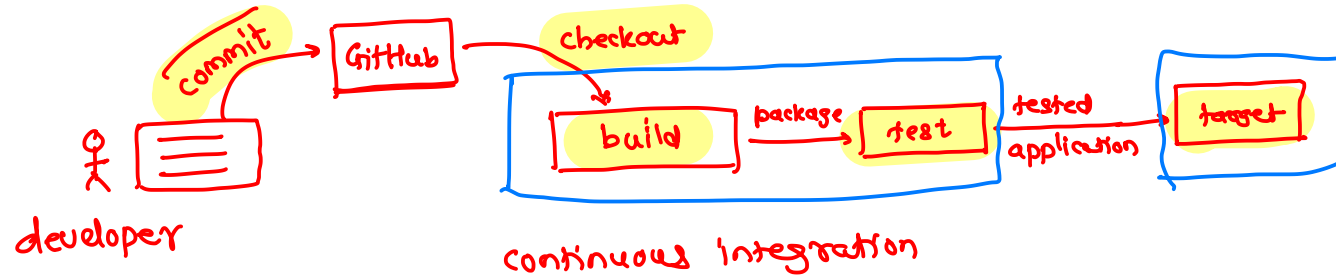 commit
GitHub
checkout
build
package
test
tested
application
target
developer
continuous integration